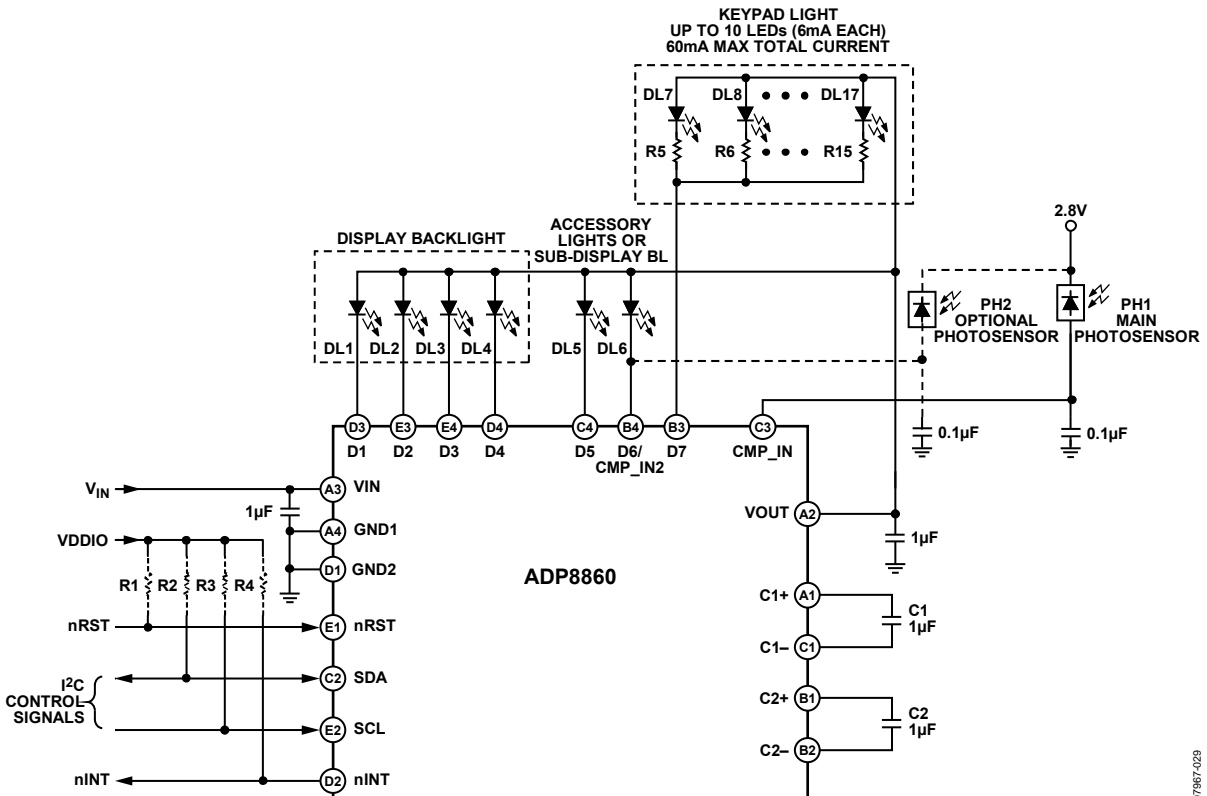 KEYPAD LIGHT
UP TO 10 LEDs (6mA EACH)
60mA MAX TOTAL CURRENT
DL7
DL8
DL17
R5
R6
R15
2.8V
DISPLAY BACKLIGHT
ACCESSORY
LIGHTS OR
SUB-DISPLAY BL
PH2
OPTIONAL
PHOTOSENSOR
PH1
MAIN
PHOTOSENSOR
DL1
DL2
DL3
DL4
DL5
DL6
0.1µF
0.1µF
D3
E3
E4
D4
C4
B4
B3
C3
D1
D2
D3
D4
D5
D6/
CMP_IN2
D7
CMP_IN
VIN
A3
VIN
1µF
A4
GND1
VDDIO
D1
GND2
R1
R2
R3
R4
nRST
E1
nRST
I2C
CONTROL
SIGNALS
C2
SDA
E2
SCL
nINT
D2
nINT
ADP8860
VOUT
A2
1µF
C1+
A1
C1
1µF
C1–
C1
C2+
B1
C2
1µF
C2–
B2
07967-029